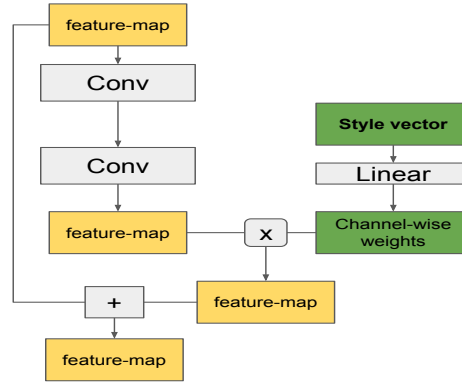 feature-map
Conv
Conv
feature-map
Style vector
Linear
Channel-wise
weights
x
feature-map
+
feature-map